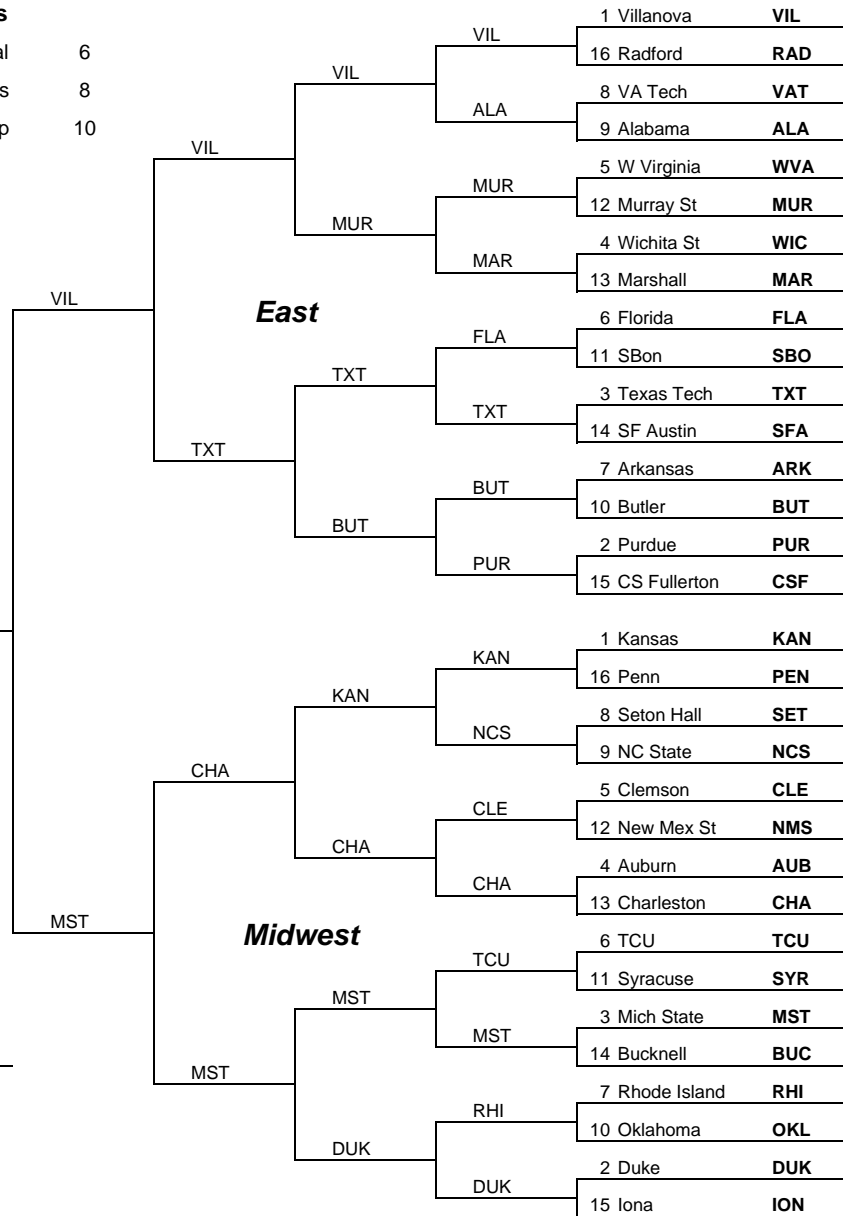 s
al 6
s 8
p 10
1 Villanova VIL
VIL
16 Radford RAD
VIL
8 VA Tech VAT
ALA
9 Alabama ALA
VIL
5 W Virginia WVA
MUR
12 Murray St MUR
MUR
4 Wichita St WIC
MAR
13 Marshall MAR
VIL
East
6 Florida FLA
FLA
11 SBon SBO
TXT
3 Texas Tech TXT
TXT
14 SF Austin SFA
TXT
7 Arkansas ARK
BUT
10 Butler BUT
BUT
2 Purdue PUR
PUR
15 CS Fullerton CSF
1 Kansas KAN
KAN
16 Penn PEN
KAN
8 Seton Hall SET
NCS
9 NC State NCS
CHA
5 Clemson CLE
CLE
12 New Mex St NMS
CHA
4 Auburn AUB
CHA
13 Charleston CHA
MST
Midwest
6 TCU TCU
TCU
11 Syracuse SYR
MST
3 Mich State MST
MST
14 Bucknell BUC
MST
7 Rhode Island RHI
RHI
10 Oklahoma OKL
DUK
2 Duke DUK
DUK
15 Iona ION